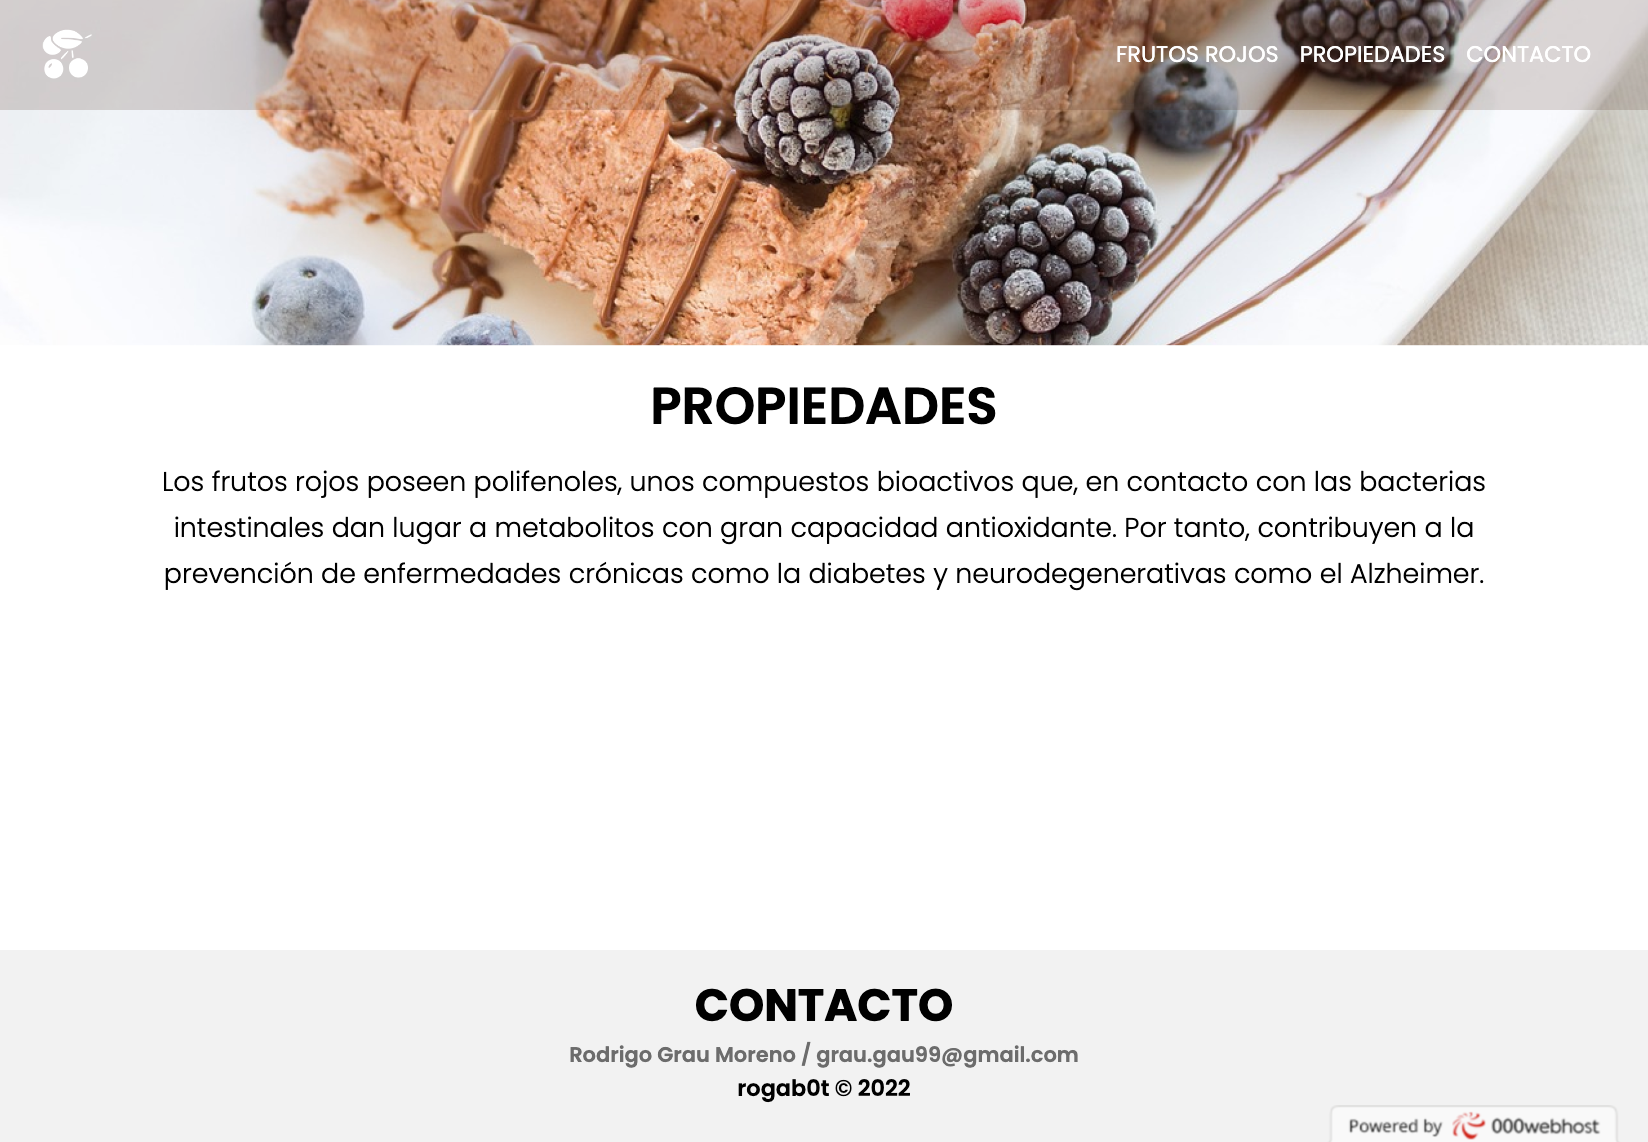 FRUTOS ROJOS PROPIEDADES CONTACTO
PROPIEDADES
Los frutos rojos poseen polifenoles, unos compuestos bioactivos que, en contacto con las bacterias
intestinales dan lugar a metabolitos con gran capacidad antioxidante. Por tanto, contribuyen a la
prevención de enfermedades crónicas como la diabetes y neurodegenerativas como el Alzheimer.
CONTACTO
Rodrigo Grau Moreno / grau.gau99@gmail.com
rogab0t © 2022
Powered by 000webhost